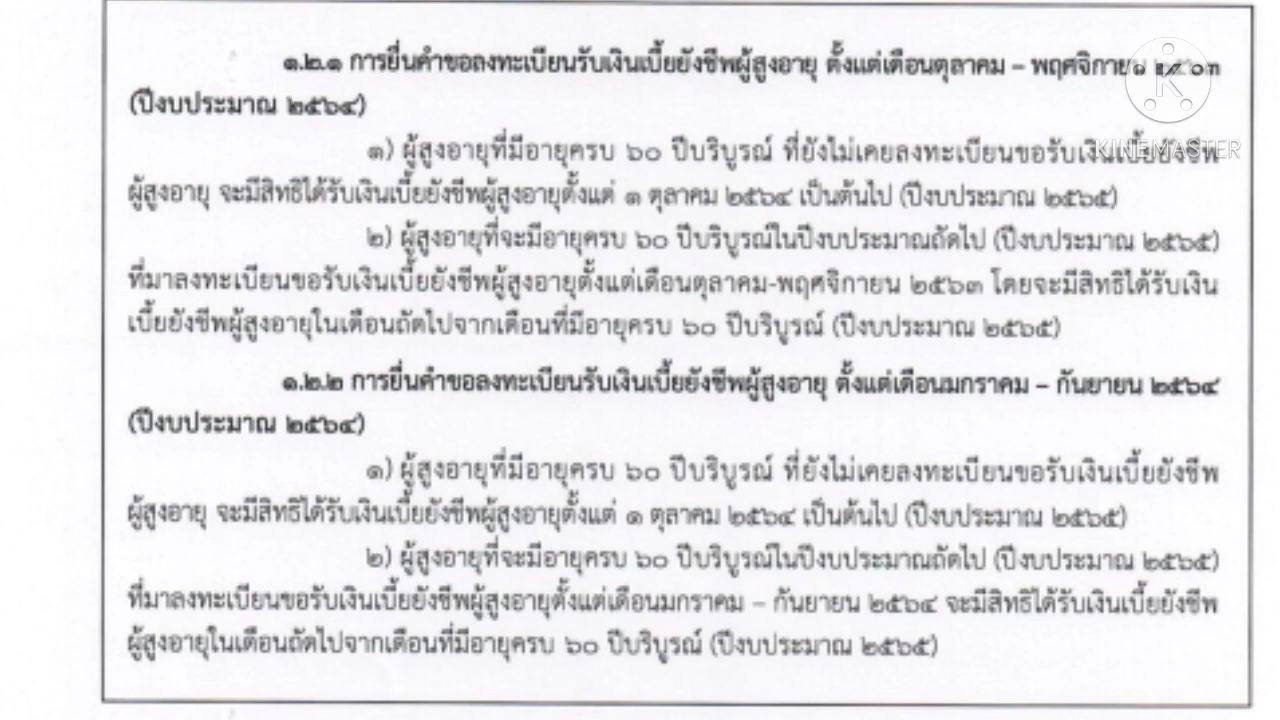 ๑.๒.๑ การยื่นคำขอลงทะเบียนรับเงินเบี้ยยังชีพผู้สูงอายุ ตั้งแต่เดือนตุลาคม – พฤศจิกายน
(ปีงบประมาณ ๒๕๖๔)
๑) ผู้สูงอายุที่มีอายุครบ ๖๐ ปีบริบูรณ์ ที่ยังไม่เคยลงทะเบียนขอรับเงินเบี้ยยังชีพ
KINEMASTER
ผู้สูงอายุ จะมีสิทธิได้รับเงินเบี้ยยังชีพผู้สูงอายุตั้งแต่ ๑ ตุลาคม ๒๕๖๔ เป็นต้นไป (ปีงบประมาณ ๒๕๖๕)
๒) ผู้สูงอายุที่จะมีอายุครบ ๖๐ ปีบริบูรณ์ในปีงบประมาณถัดไป (ปีงบประมาณ ๒๕๖๕)
ที่มาลงทะเบียนขอรับเงินเบี้ยยังชีพผู้สูงอายุตั้งแต่เดือนตุลาคม-พฤศจิกายน ๒๕๖๓ โดยจะมีสิทธิได้รับเงิน
เบี้ยยังชีพผู้สูงอายุในเดือนถัดไปจากเดือนที่มีอายุครบ ๖๐ ปีบริบูรณ์ (ปีงบประมาณ ๒๕๖๕)
๑.๒.๒ การยื่นคำขอลงทะเบียนรับเงินเบี้ยยังชีพผู้สูงอายุ ตั้งแต่เดือนมกราคม – กันยายน ๒๕๖๔
(ปีงบประมาณ ๒๕๖๔)
๑) ผู้สูงอายุที่มีอายุครบ ๖๐ ปีบริบูรณ์ ที่ยังไม่เคยลงทะเบียนขอรับเงินเบี้ยยังชีพ
ผู้สูงอายุ จะมีสิทธิได้รับเงินเบี้ยยังชีพผู้สูงอายุตั้งแต่ ๑ ตุลาคม ๒๕๖๔ เป็นต้นไป (ปีงบประมาณ ๒๕๖๕)
๒) ผู้สูงอายุที่จะมีอายุครบ ๖๐ ปีบริบูรณ์ในปีงบประมาณถัดไป (ปีงบประมาณ ๒๕๖๕)
ที่มาลงทะเบียนขอรับเงินเบี้ยยังชีพผู้สูงอายุตั้งแต่เดือนมกราคม – กันยายน ๒๕๖๔ จะมีสิทธิได้รับเงินเบี้ยยังชีพ
ผู้สูงอายุในเดือนถัดไปจากเดือนที่มีอายุครบ ๖๐ ปีบริบูรณ์ (ปีงบประมาณ ๒๕๖๕)